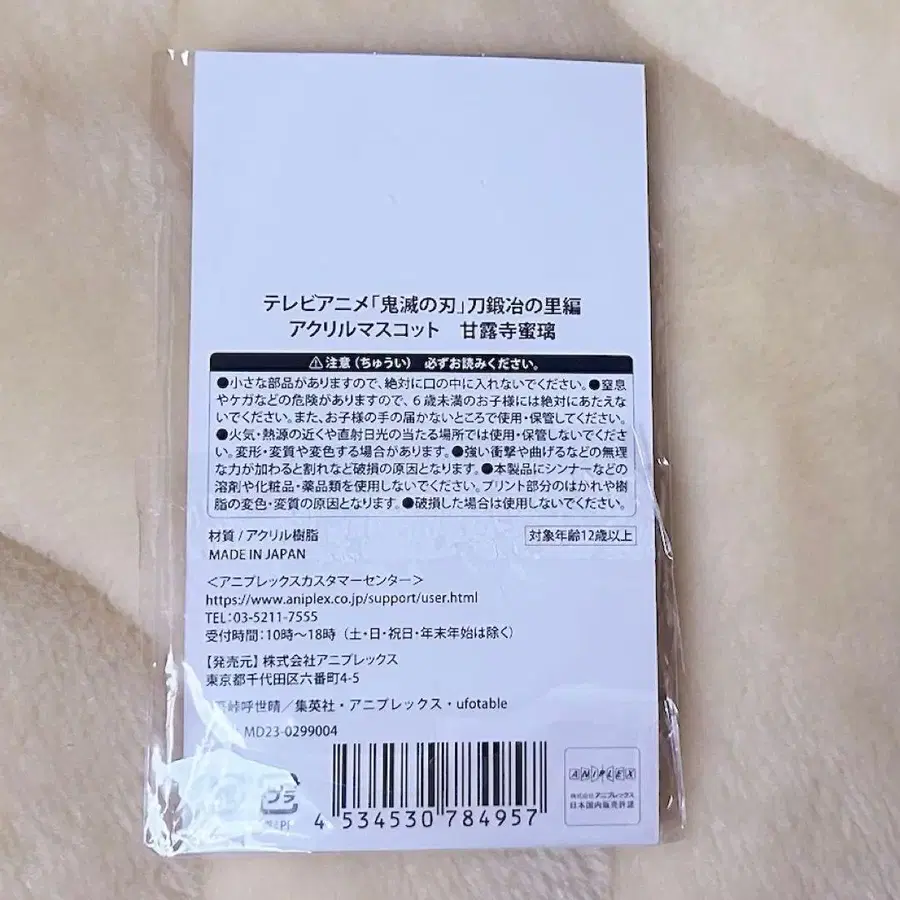 テレビアニメ「鬼滅の刃」刀鍛冶の里編
アクリルマスコット 甘露寺蜜璃
⚠注意(ちゅうい) 必ずお読みください。
●小さな部品がありますので、絶対に口の中に入れないでください。●窒息
やケガなどの危険がありますので、6歳未満のお子様には絶対にあたえな
いでください。また、お子様の手の届かないところで使用・保管してください。
●火気・熱源の近くや直射日光の当たる場所では使用・保管しないでくださ
い。変形・変質や変色する場合があります。●強い衝撃や曲げるなどの無理
な力が加わると割れなど破損の原因となります。●本製品にシンナーなどの
溶剤や化粧品・薬品類を使用しないでください。プリント部分のはかれや樹
脂の変色・変質の原因となります。●破損した場合は使用しないでください。
材質/アクリル樹脂
対象年齢12歳以上
MADE IN JAPAN
<アニプレックスカスタマーセンター>
https://www.aniplex.co.jp/support/user.html
TEL:03-5211-7555
受付時間:10時~18時(土・日・祝日・年末年始は除く)
【発売元】株式会社アニプレックス
東京都千代田区六番町4-5
峠呼世晴/集英社・アニプレックス・ufotable
MD23-0299004
プラ
4 534530 784957
ANIPLEX
株式会社 アニプレックス
日本国内販売許諾